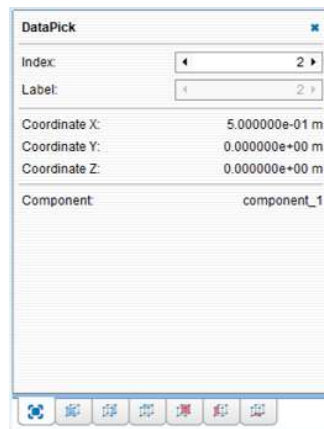 DataPick
Index: 2
Label: 2
Coordinate X: 5.000000e-01 m
Coordinate Y: 0.000000e+00 m
Coordinate Z: 0.000000e+00 m
Component: component_1